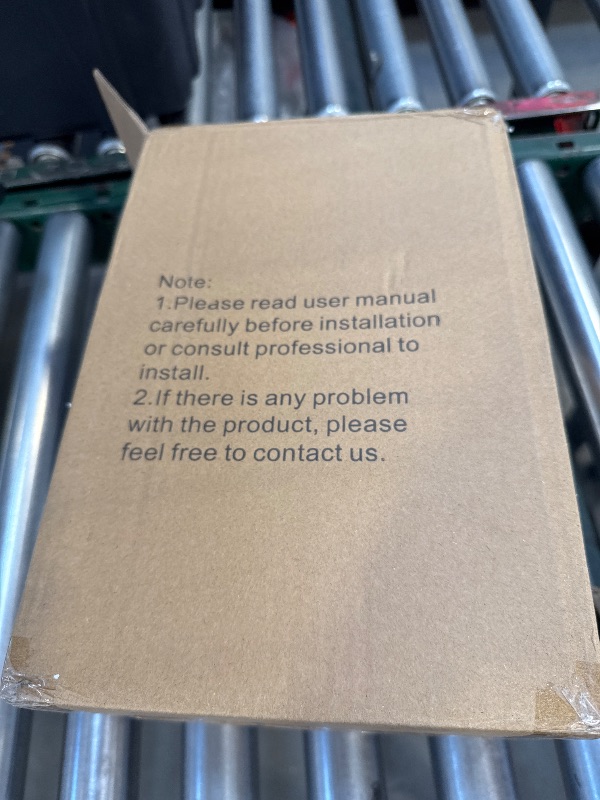 Note:
1.Please read user manual
carefully before installation
or consult professional to
install.
2.If there is any problem
with the product, please
feel free to contact us.